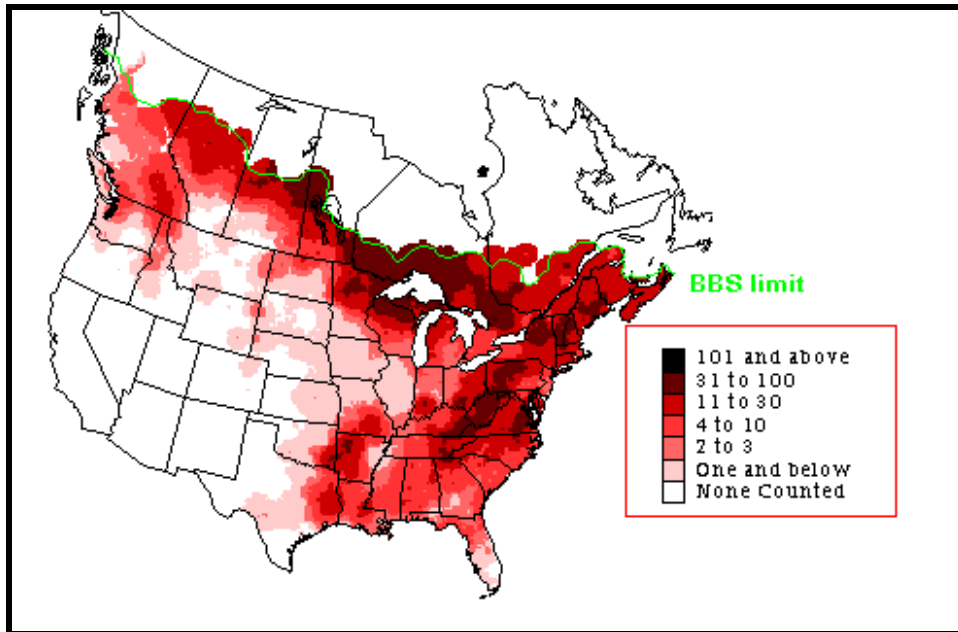 BBS limit
101 and above
31 to 100
11 to 30
4 to 10
2 to 3
One and below
None Counted